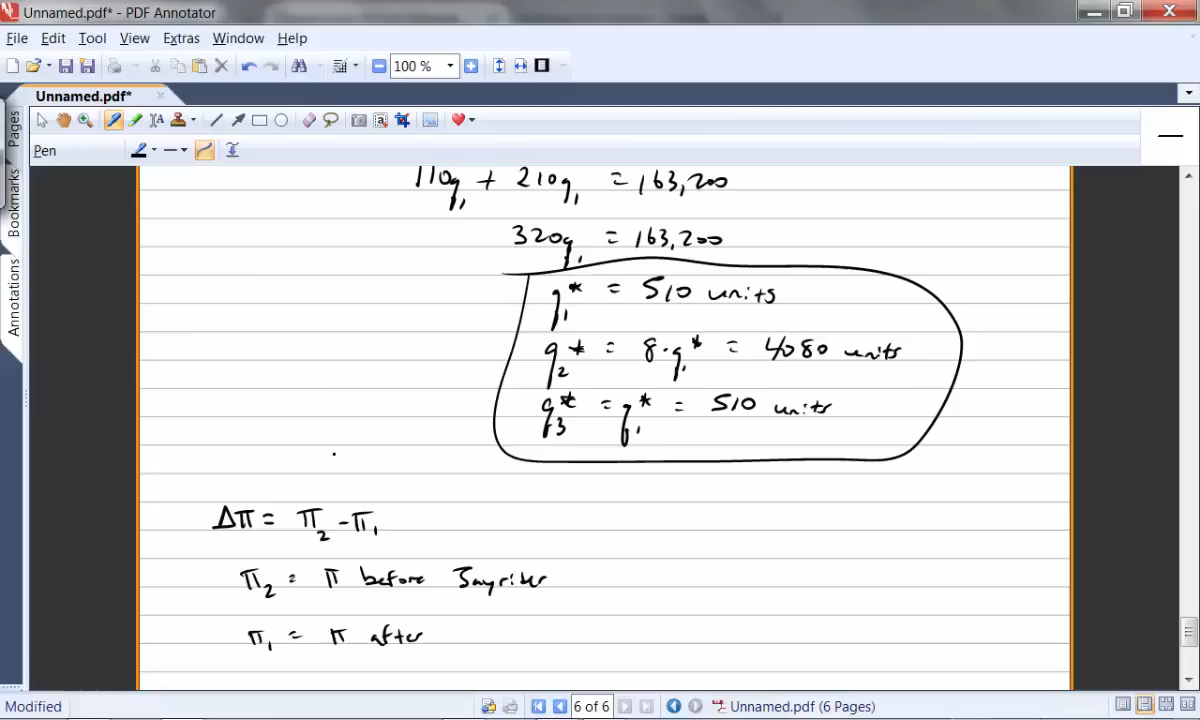 Unnamed.pdf* - PDF Annotator
File Edit Tool View Extras Window Help
100 %
Unnamed.pdf*
Pages
Bookmarks
Annotations
Pen
110q₁ + 210q₁ = 163,200
320q₁ = 163,200
q₁* = 510 units
q₂* = 8·q₁* = 4080 units
q₃* = q₁* = 510 units
Δπ = π₂ - π₁
π₂ = π before
π₁ = π after
Modified
6 of 6
Unnamed.pdf (6 Pages)